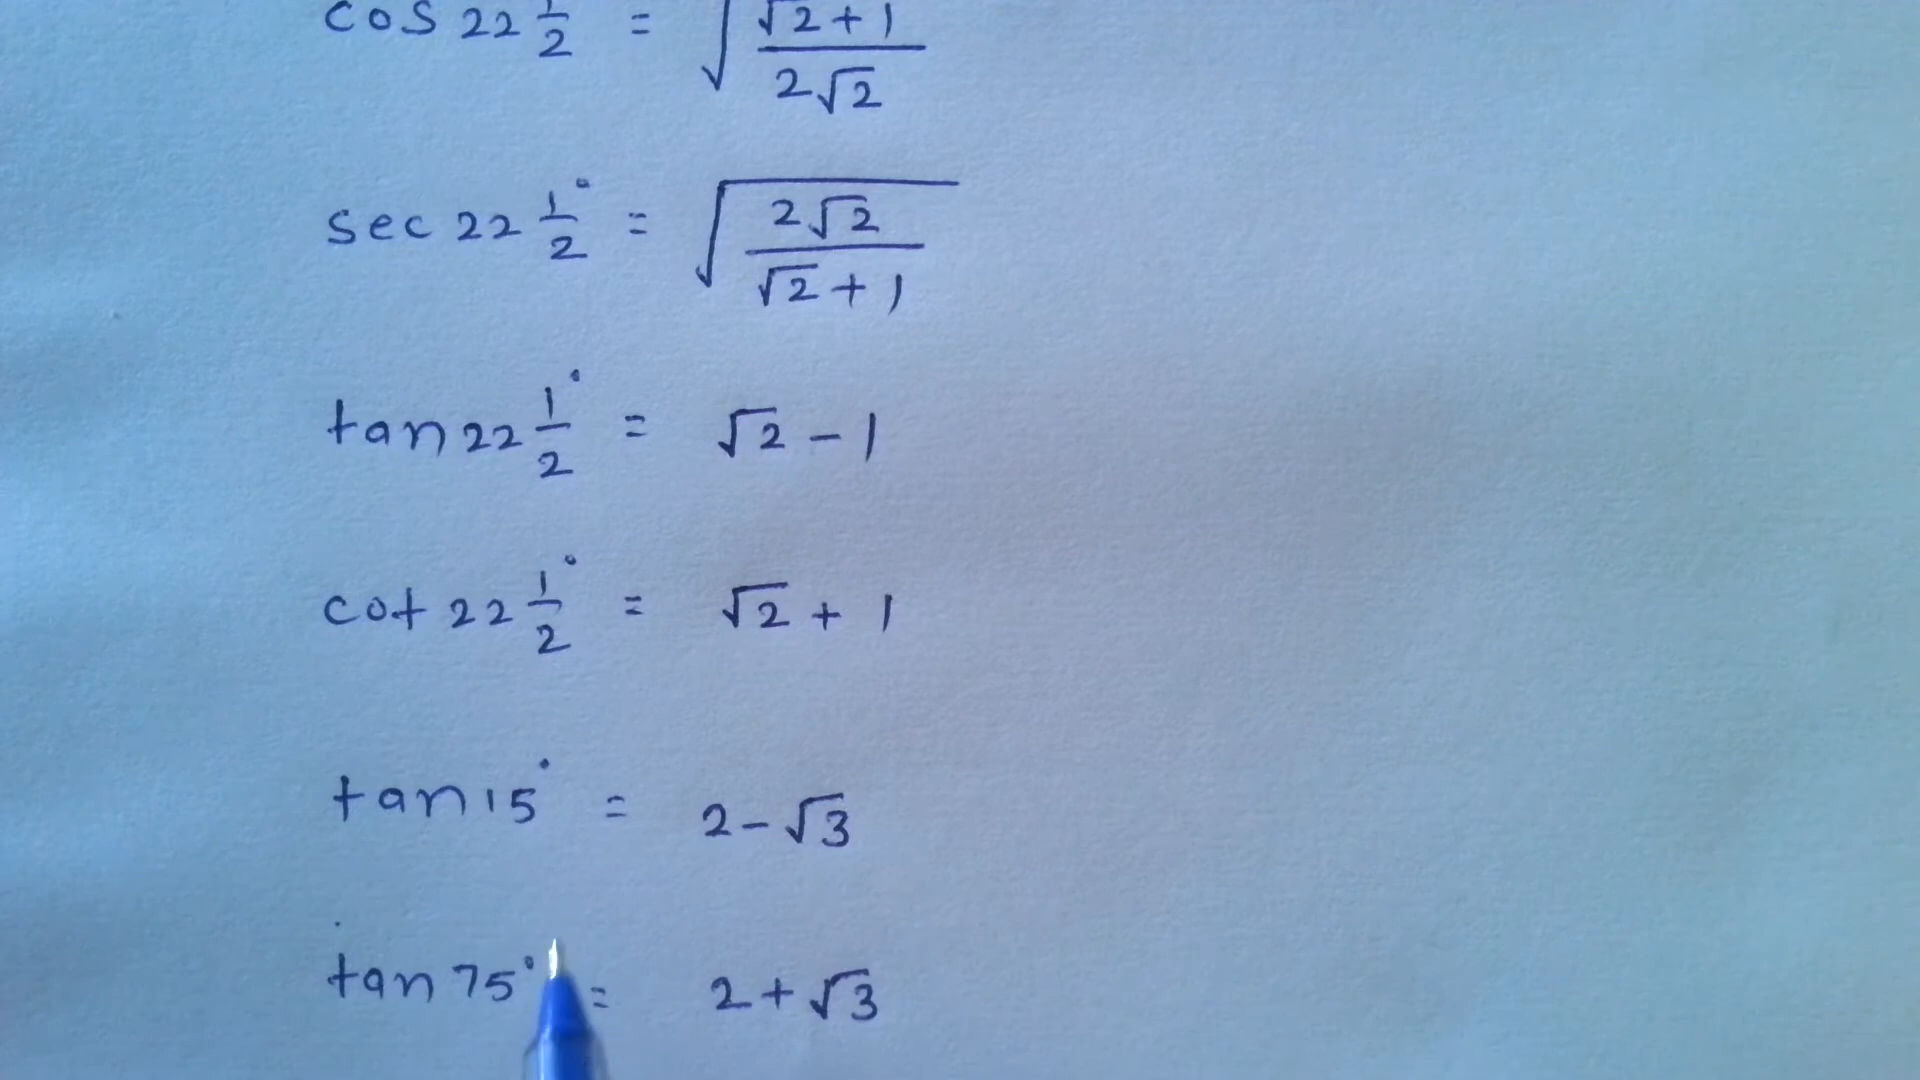 cos 22 1/2 = √((√2+1)/(2√2))
sec 22 1/2° = √((2√2)/(√2+1))
tan 22 1/2° = √2 - 1
cot 22 1/2° = √2 + 1
tan 15° = 2 - √3
tan 75° = 2 + √3